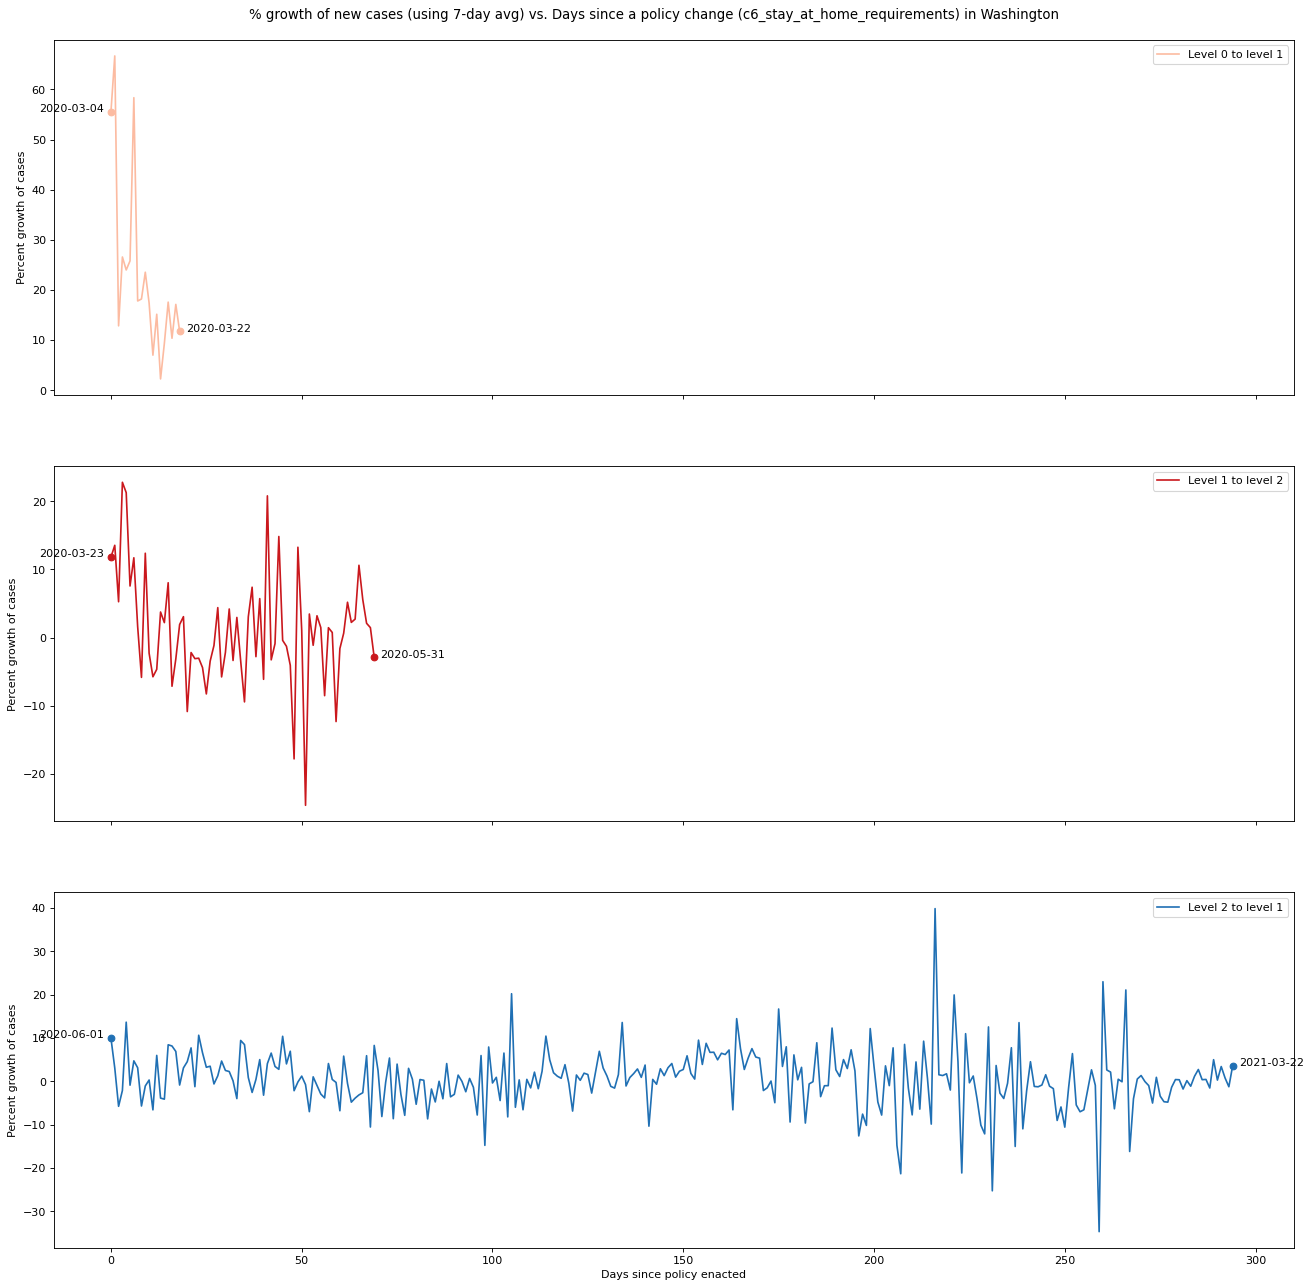 % growth of new cases (using 7-day avg) vs. Days since a policy change (c6_stay_at_home_requirements) in Washington
Level 0 to level 1
60
50
40
30
20
10
0
Percent growth of cases
2020-03-04
2020-03-22
Level 1 to level 2
20
10
0
−10
−20
Percent growth of cases
2020-03-23
2020-05-31
Level 2 to level 1
40
30
20
10
0
−10
−20
−30
Percent growth of cases
2020-06-01
2021-03-22
0 50 100 150 200 250 300
Days since policy enacted